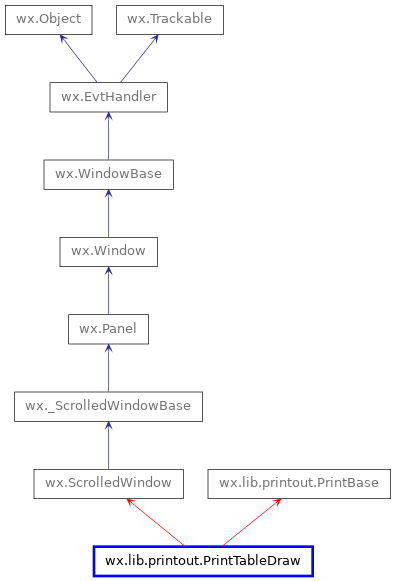 wx.Object
wx.Trackable
wx.EvtHandler
wx.WindowBase
wx.Window
wx.Panel
wx._ScrolledWindowBase
wx.ScrolledWindow
wx.lib.printout.PrintBase
wx.lib.printout.PrintTableDraw